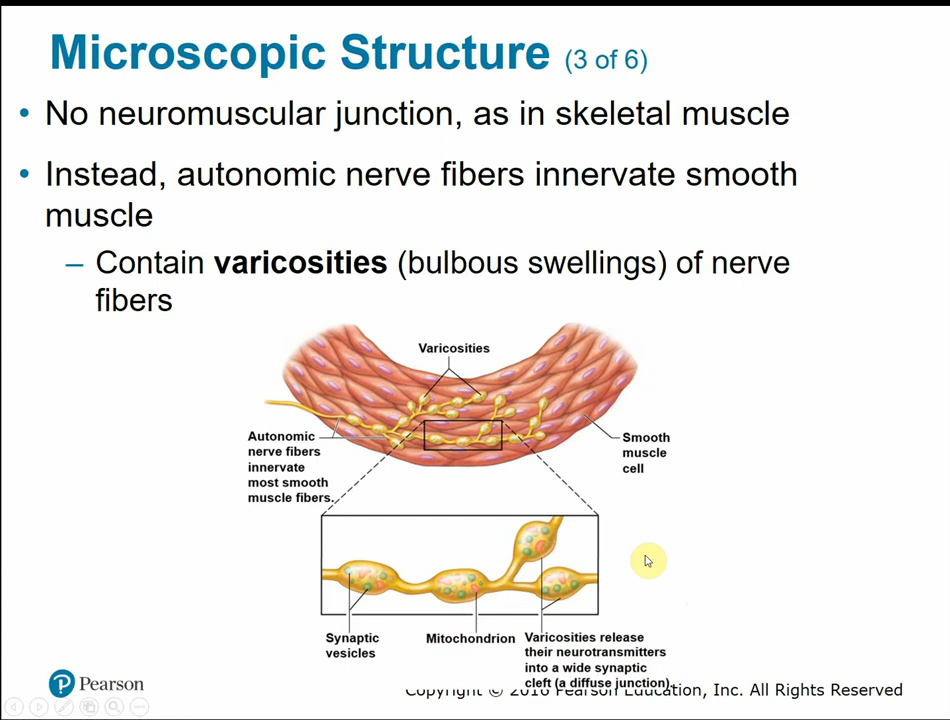 Microscopic Structure (3 of 6)
• No neuromuscular junction, as in skeletal muscle
• Instead, autonomic nerve fibers innervate smooth
muscle
– Contain varicosities (bulbous swellings) of nerve
fibers
Varicosities
Autonomic
nerve fibers
innervate
most smooth
muscle fibers.
Smooth
muscle
cell
Synaptic
vesicles
Mitochondrion
Varicosities release
their neurotransmitters
into a wide synaptic
cleft (a diffuse junction).
P Pearson
Copyright © 2016 Pearson Education, Inc. All Rights Reserved